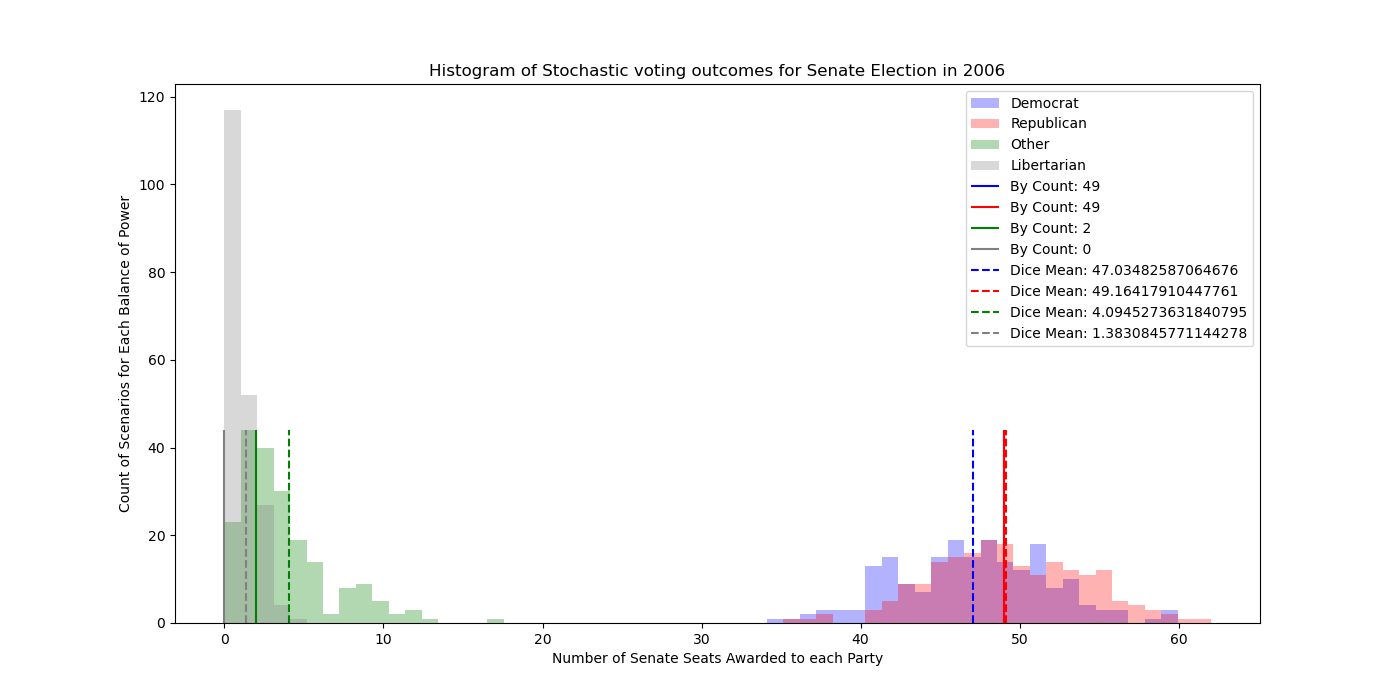 Histogram of Stochastic voting outcomes for Senate Election in 2006
Democrat
Republican
Other
Libertarian
By Count: 49
By Count: 49
By Count: 2
By Count: 0
Dice Mean: 47.03482587064676
Dice Mean: 49.16417910447761
Dice Mean: 4.0945273631840795
Dice Mean: 1.3830845771144278
Count of Scenarios for Each Balance of Power
120
100
80
60
40
20
0
0 10 20 30 40 50 60
Number of Senate Seats Awarded to each Party